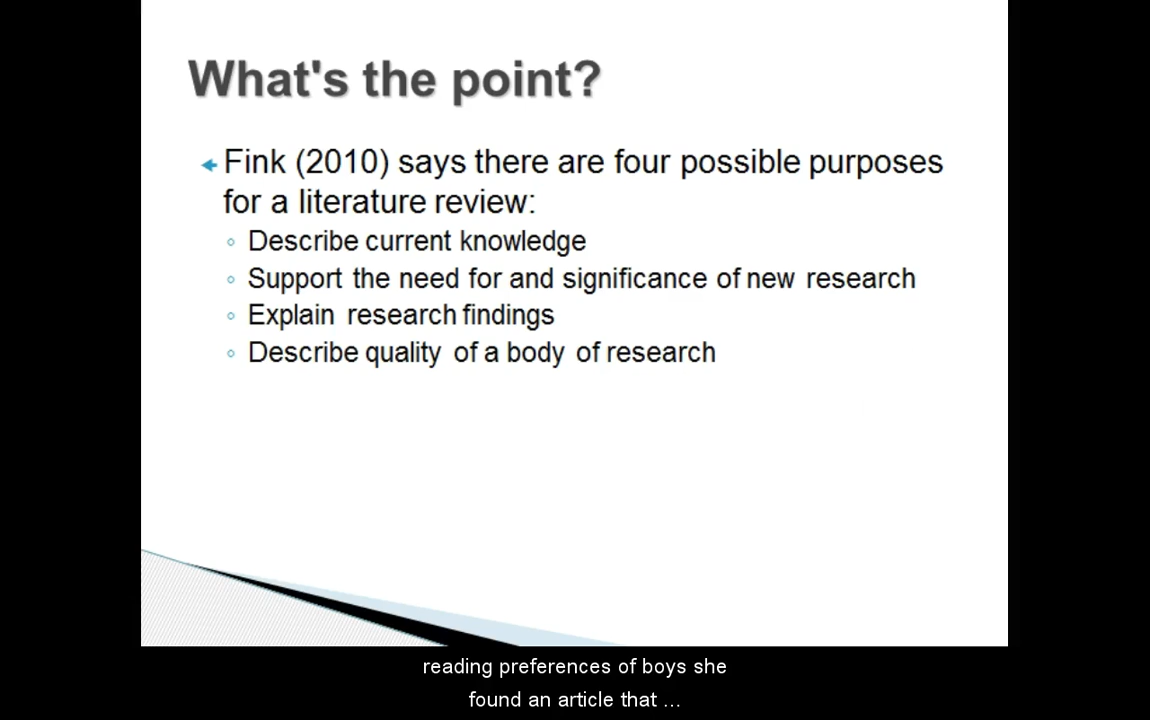 What's the point?
Fink (2010) says there are four possible purposes
for a literature review:
Describe current knowledge
Support the need for and significance of new research
Explain research findings
Describe quality of a body of research
reading preferences of boys she
found an article that ...